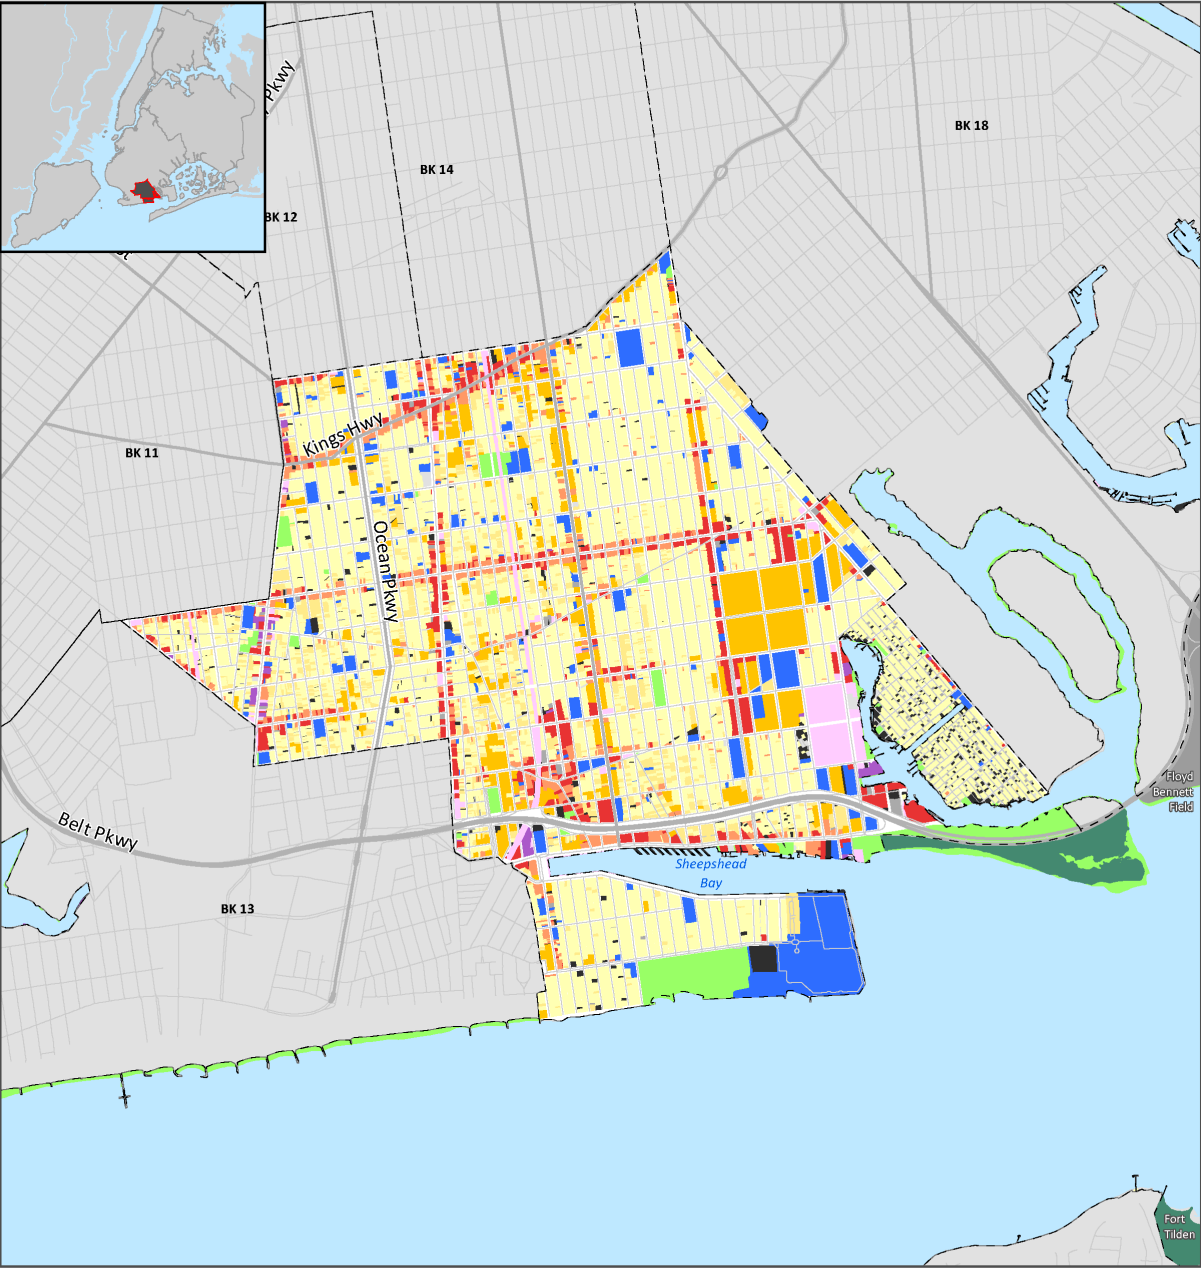 Pkwy
BK 18
BK 14
BK 12
Kings Hwy
BK 11
Ocean Pkwy
Floyd
Bennett
Field
Belt Pkwy
Sheepshead
Bay
BK 13
Fort
Tilden